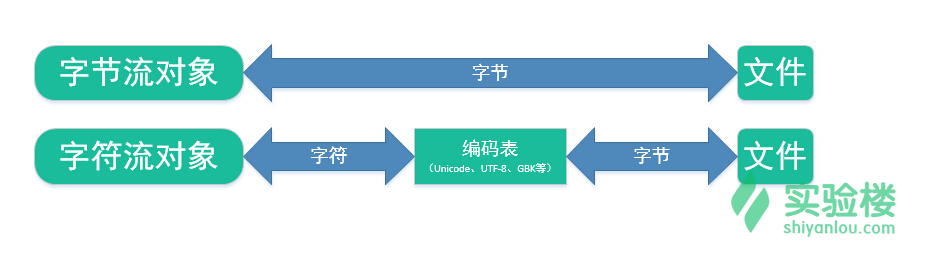 字节流对象
字节
文件
字符流对象
字符
编码表
(Unicode、UTF-8、GBK等)
字节
文件
实验楼
shiyanlou.com